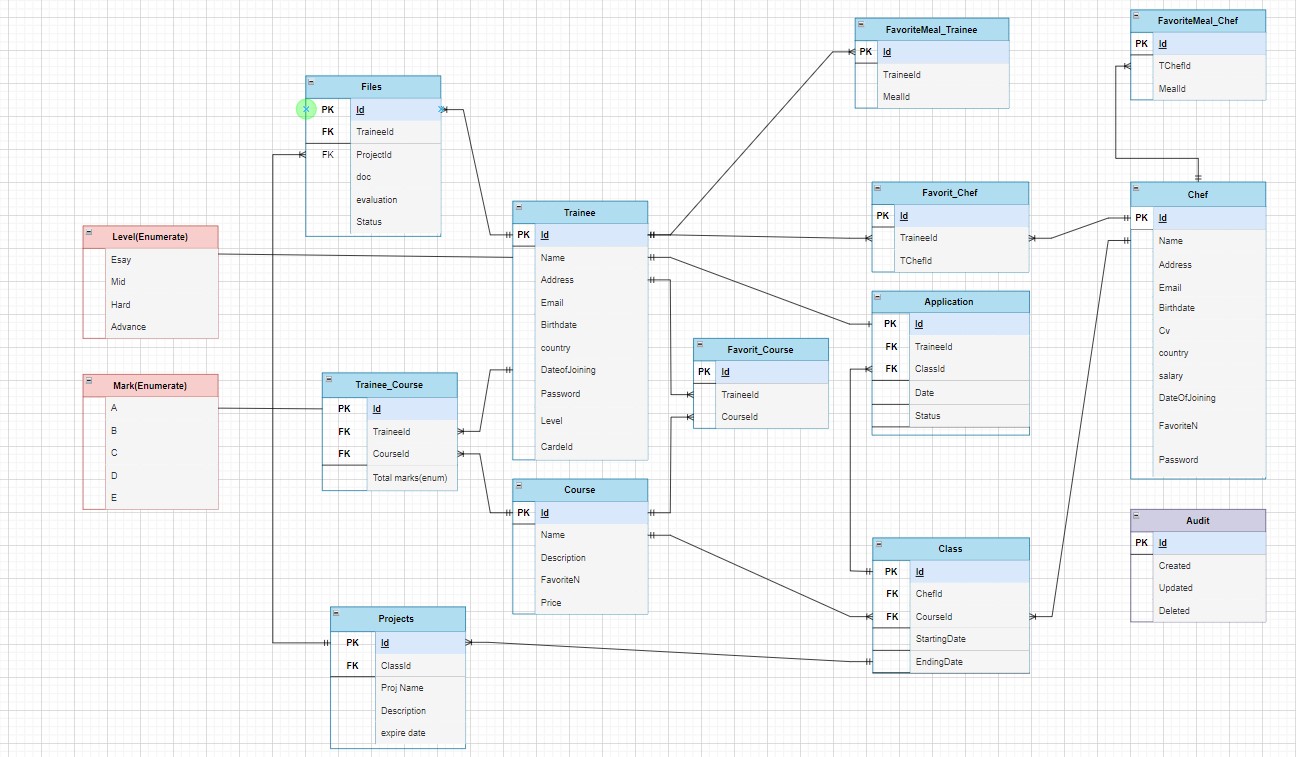 FavoriteMeal_Trainee
PK Id
TraineeId
MealId
FavoriteMeal_Chef
PK Id
TChefId
MealId
Files
PK Id
FK TraineeId
FK ProjectId
doc
evaluation
Status
Level(Enumerate)
Esay
Mid
Hard
Advance
Trainee
PK Id
Name
Address
Email
Birthdate
country
DateofJoining
Password
Level
CardeId
Favorit_Chef
PK Id
TraineeId
TChefId
Chef
PK Id
Name
Address
Email
Birthdate
Cv
country
salary
DateOfJoining
FavoriteN
Password
Application
PK Id
FK TraineeId
FK ClassId
Date
Status
Favorit_Course
PK Id
TraineeId
CourseId
Mark(Enumerate)
A
B
C
D
E
Trainee_Course
PK Id
FK TraineeId
FK CourseId
Total marks(enum)
Course
PK Id
Name
Description
FavoriteN
Price
Class
PK Id
FK ChefId
FK CourseId
StartingDate
EndingDate
Audit
PK Id
Created
Updated
Deleted
Projects
PK Id
FK ClassId
Proj Name
Description
expire date